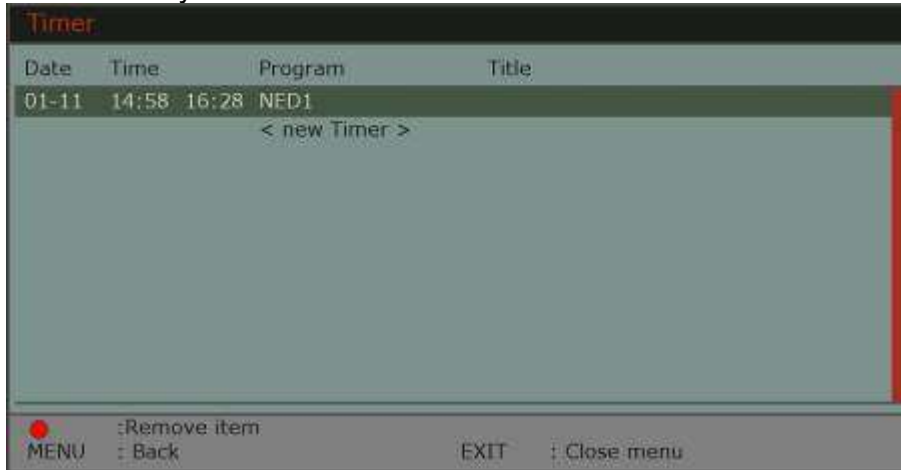 Timer
Date Time Program Title
01-11 14:58 16:28 NED1
< new Timer >
:Remove item
MENU : Back EXIT : Close menu